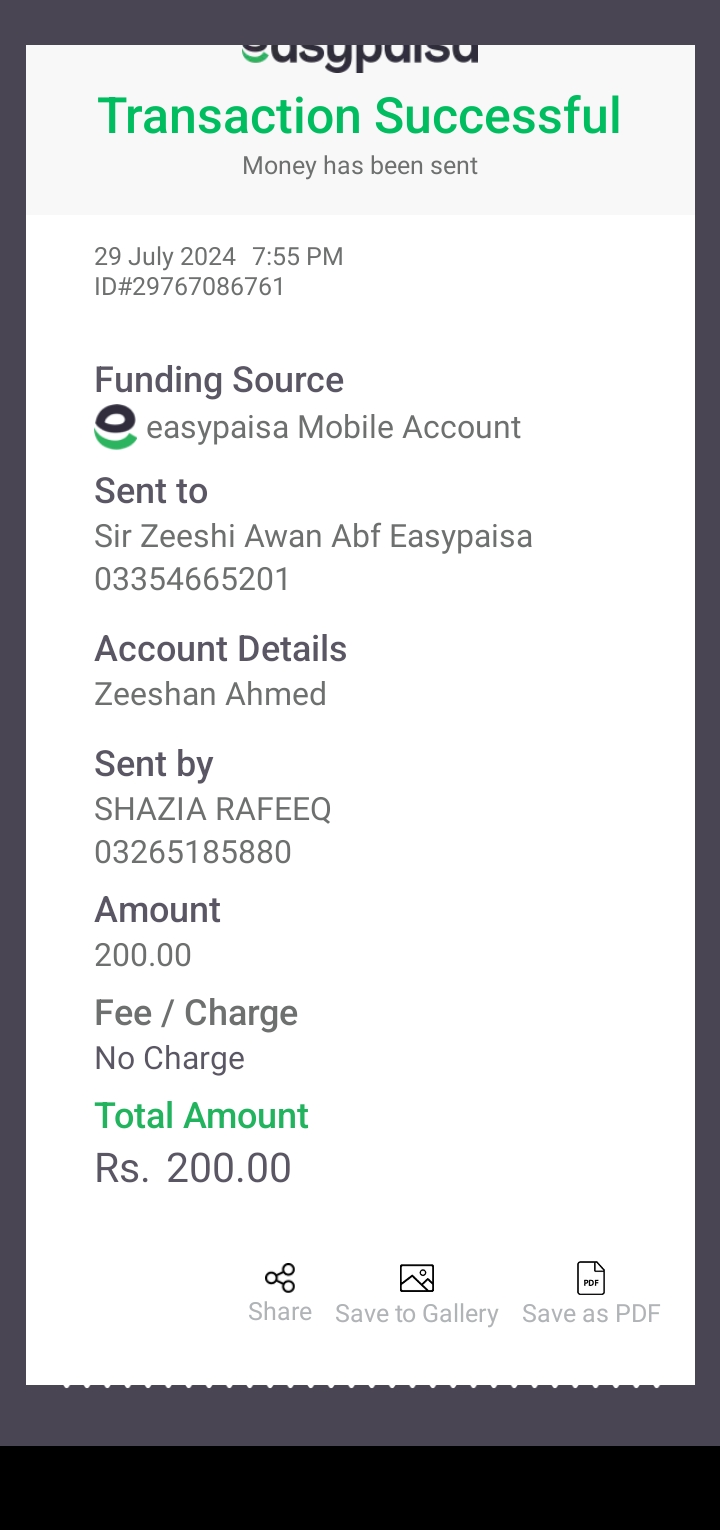 easypaisa
Transaction Successful
Money has been sent
29 July 2024 7:55 PM
ID#29767086761
Funding Source
easypaisa Mobile Account
Sent to
Sir Zeeshi Awan Abf Easypaisa
03354665201
Account Details
Zeeshan Ahmed
Sent by
SHAZIA RAFEEQ
03265185880
Amount
200.00
Fee / Charge
No Charge
Total Amount
Rs. 200.00
Share Save to Gallery PDF Save as PDF